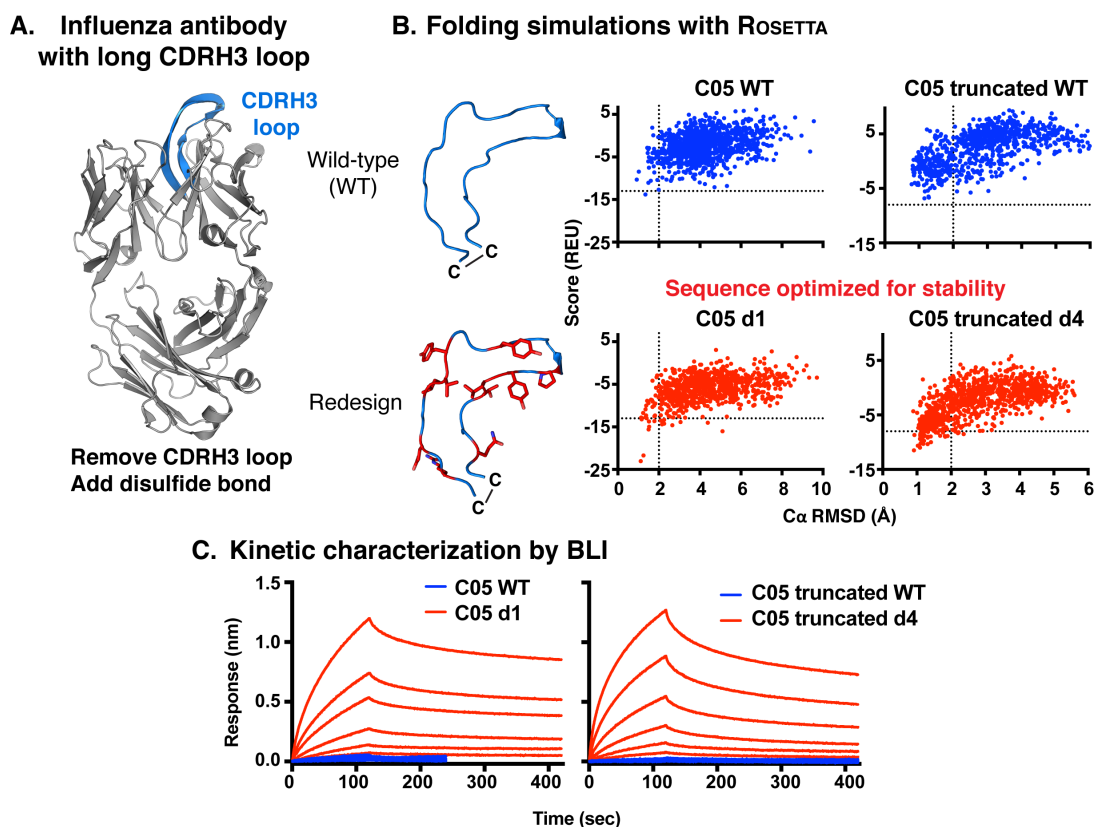 A. Influenza antibody
with long CDRH3 loop
CDRH3
loop
Remove CDRH3 loop
Add disulfide bond
B. Folding simulations with ROSETTA
Wild-type
(WT)
C C
Redesign
C
C
Score (REU)
C05 WT
5
-5
-15
-25
C05 truncated WT
5
-5
-15
Sequence optimized for stability
C05 d1
5
-5
-15
-25
0 2 4 6 8 10
C05 truncated d4
5
-5
-15
0 1 2 3 4 5 6
Cα RMSD (Å)
C. Kinetic characterization by BLI
Response (nm)
1.5
1.0
0.5
0.0
C05 WT
C05 d1
0 100 200 300 400
C05 truncated WT
C05 truncated d4
0 100 200 300 400
Time (sec)